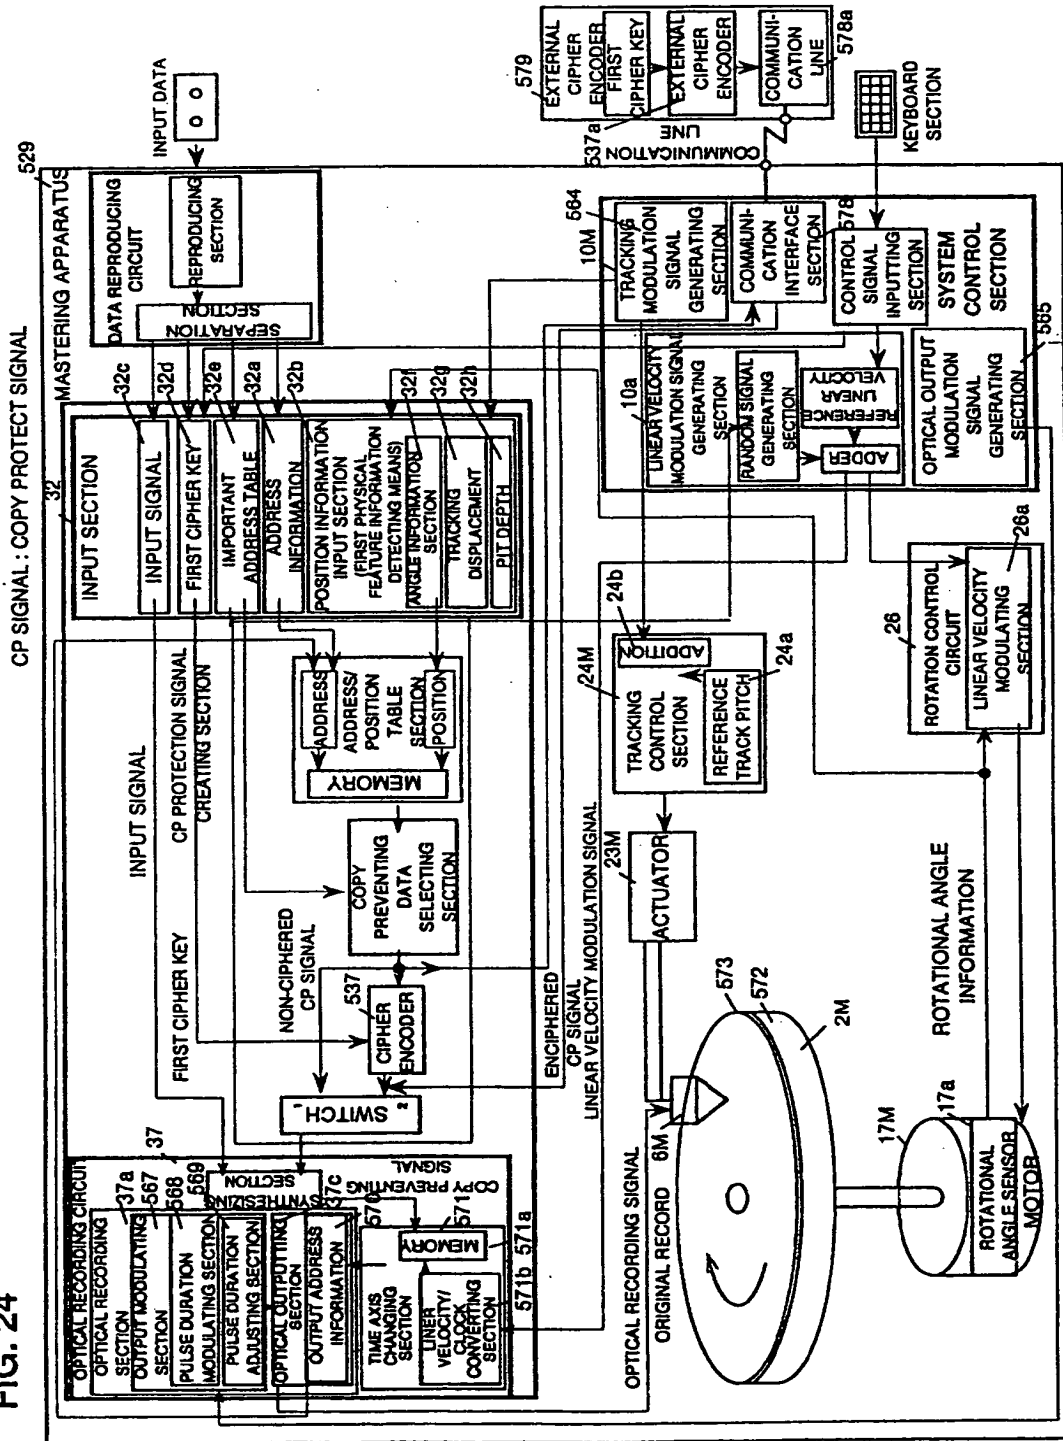 FIG. 24
CP SIGNAL : COPY PROTECT SIGNAL
MASTERING APPARATUS
529
INPUT DATA
DATA REPRODUCING
CIRCUIT
REPRODUCING
SECTION
SEPARATION
SECTION
579
EXTERNAL
CIPHER
ENCODER
FIRST
CIPHER KEY
EXTERNAL
CIPHER
ENCODER
COMMUNI-
CATION
LINE
578a
537a
COMMUNICATION
LINE
KEYBOARD
SECTION
32
INPUT SECTION
INPUT SIGNAL
FIRST CIPHER KEY
IMPORTANT
ADDRESS TABLE
ADDRESS
INFORMATION
POSITION INFORMATION
INPUT SECTION
(FIRST PHYSICAL
FEATURE INFORMATION
DETECTING MEANS)
ANGLE INFORMATION
SECTION
TRACKING
DISPLACEMENT
PIT DEPTH
32c
32d
32e
32a
32b
32f
32g
32h
564
10M
TRACKING
MODULATION
SIGNAL
GENERATING
SECTION
COMMUNI-
CATION
INTERFACE
SECTION
578
CONTROL
SIGNAL
INPUTTING
SECTION
SYSTEM
CONTROL
SECTION
10a
LINEAR VELOCITY
MODULATION SIGNAL
GENERATING
SECTION
RANDOM SIGNAL
GENERATING
SECTION
REFERENCE
LINEAR
VELOCITY
ADDER
OPTICAL OUTPUT
MODULATION
SIGNAL
GENERATING
SECTION
565
INPUT SIGNAL
CP PROTECTION SIGNAL
CREATING SECTION
FIRST CIPHER KEY
NON-CIPHERED
CP SIGNAL
ADDRESS
ADDRESS/
POSITION
TABLE
SECTION
POSITION
MEMORY
COPY
PREVENTING
DATA
SELECTING
SECTION
537
CIPHER
ENCODER
SWITCH
1
2
ENCIPHERED
CP SIGNAL
LINEAR VELOCITY MODULATION SIGNAL
37
OPTICAL RECORDING CIRCUIT
OPTICAL RECORDING
SECTION
OUTPUT MODULATING
SECTION
PULSE DURATION
MODULATING SECTION
PULSE DURATION
ADJUSTING SECTION
OPTICAL OUTPUTTING
SECTION
OUTPUT ADDRESS
INFORMATION
37a
567
568
569
SYNTHESIZING
SECTION
37c
570
COPY PREVENTING
SIGNAL
TIME AXIS
CHANGING
SECTION
MEMORY
571
571a
LINER
VELOCITY/
CLOCK
CONVERTING
SECTION
571b
24b
24M
ADDITION
TRACKING
CONTROL
SECTION
24a
REFERENCE
TRACK PITCH
23M
ACTUATOR
26
ROTATION CONTROL
CIRCUIT
LINEAR VELOCITY
MODULATING
SECTION
26a
OPTICAL RECORDING SIGNAL
ORIGINAL RECORD
6M
573
572
2M
ROTATIONAL ANGLE
INFORMATION
17M
17a
ROTATIONAL
ANGLE SENSOR
MOTOR